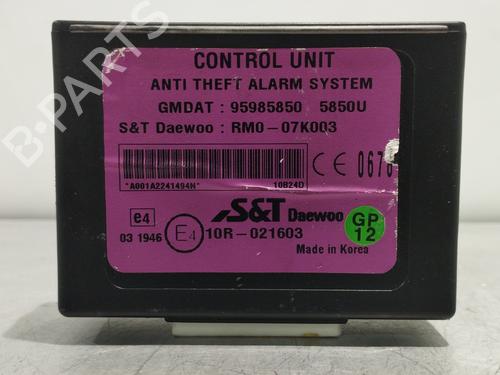 CONTROL UNIT
ANTI THEFT ALARM SYSTEM
GMDAT : 95985850 5850U
S&T Daewoo : RM0-07K003
*A001A2241494N* 10B24D
CE 0678
e4
03 1946 E4 10R-021603
S&T Daewoo
GP 12
Made in Korea
B-PARTS